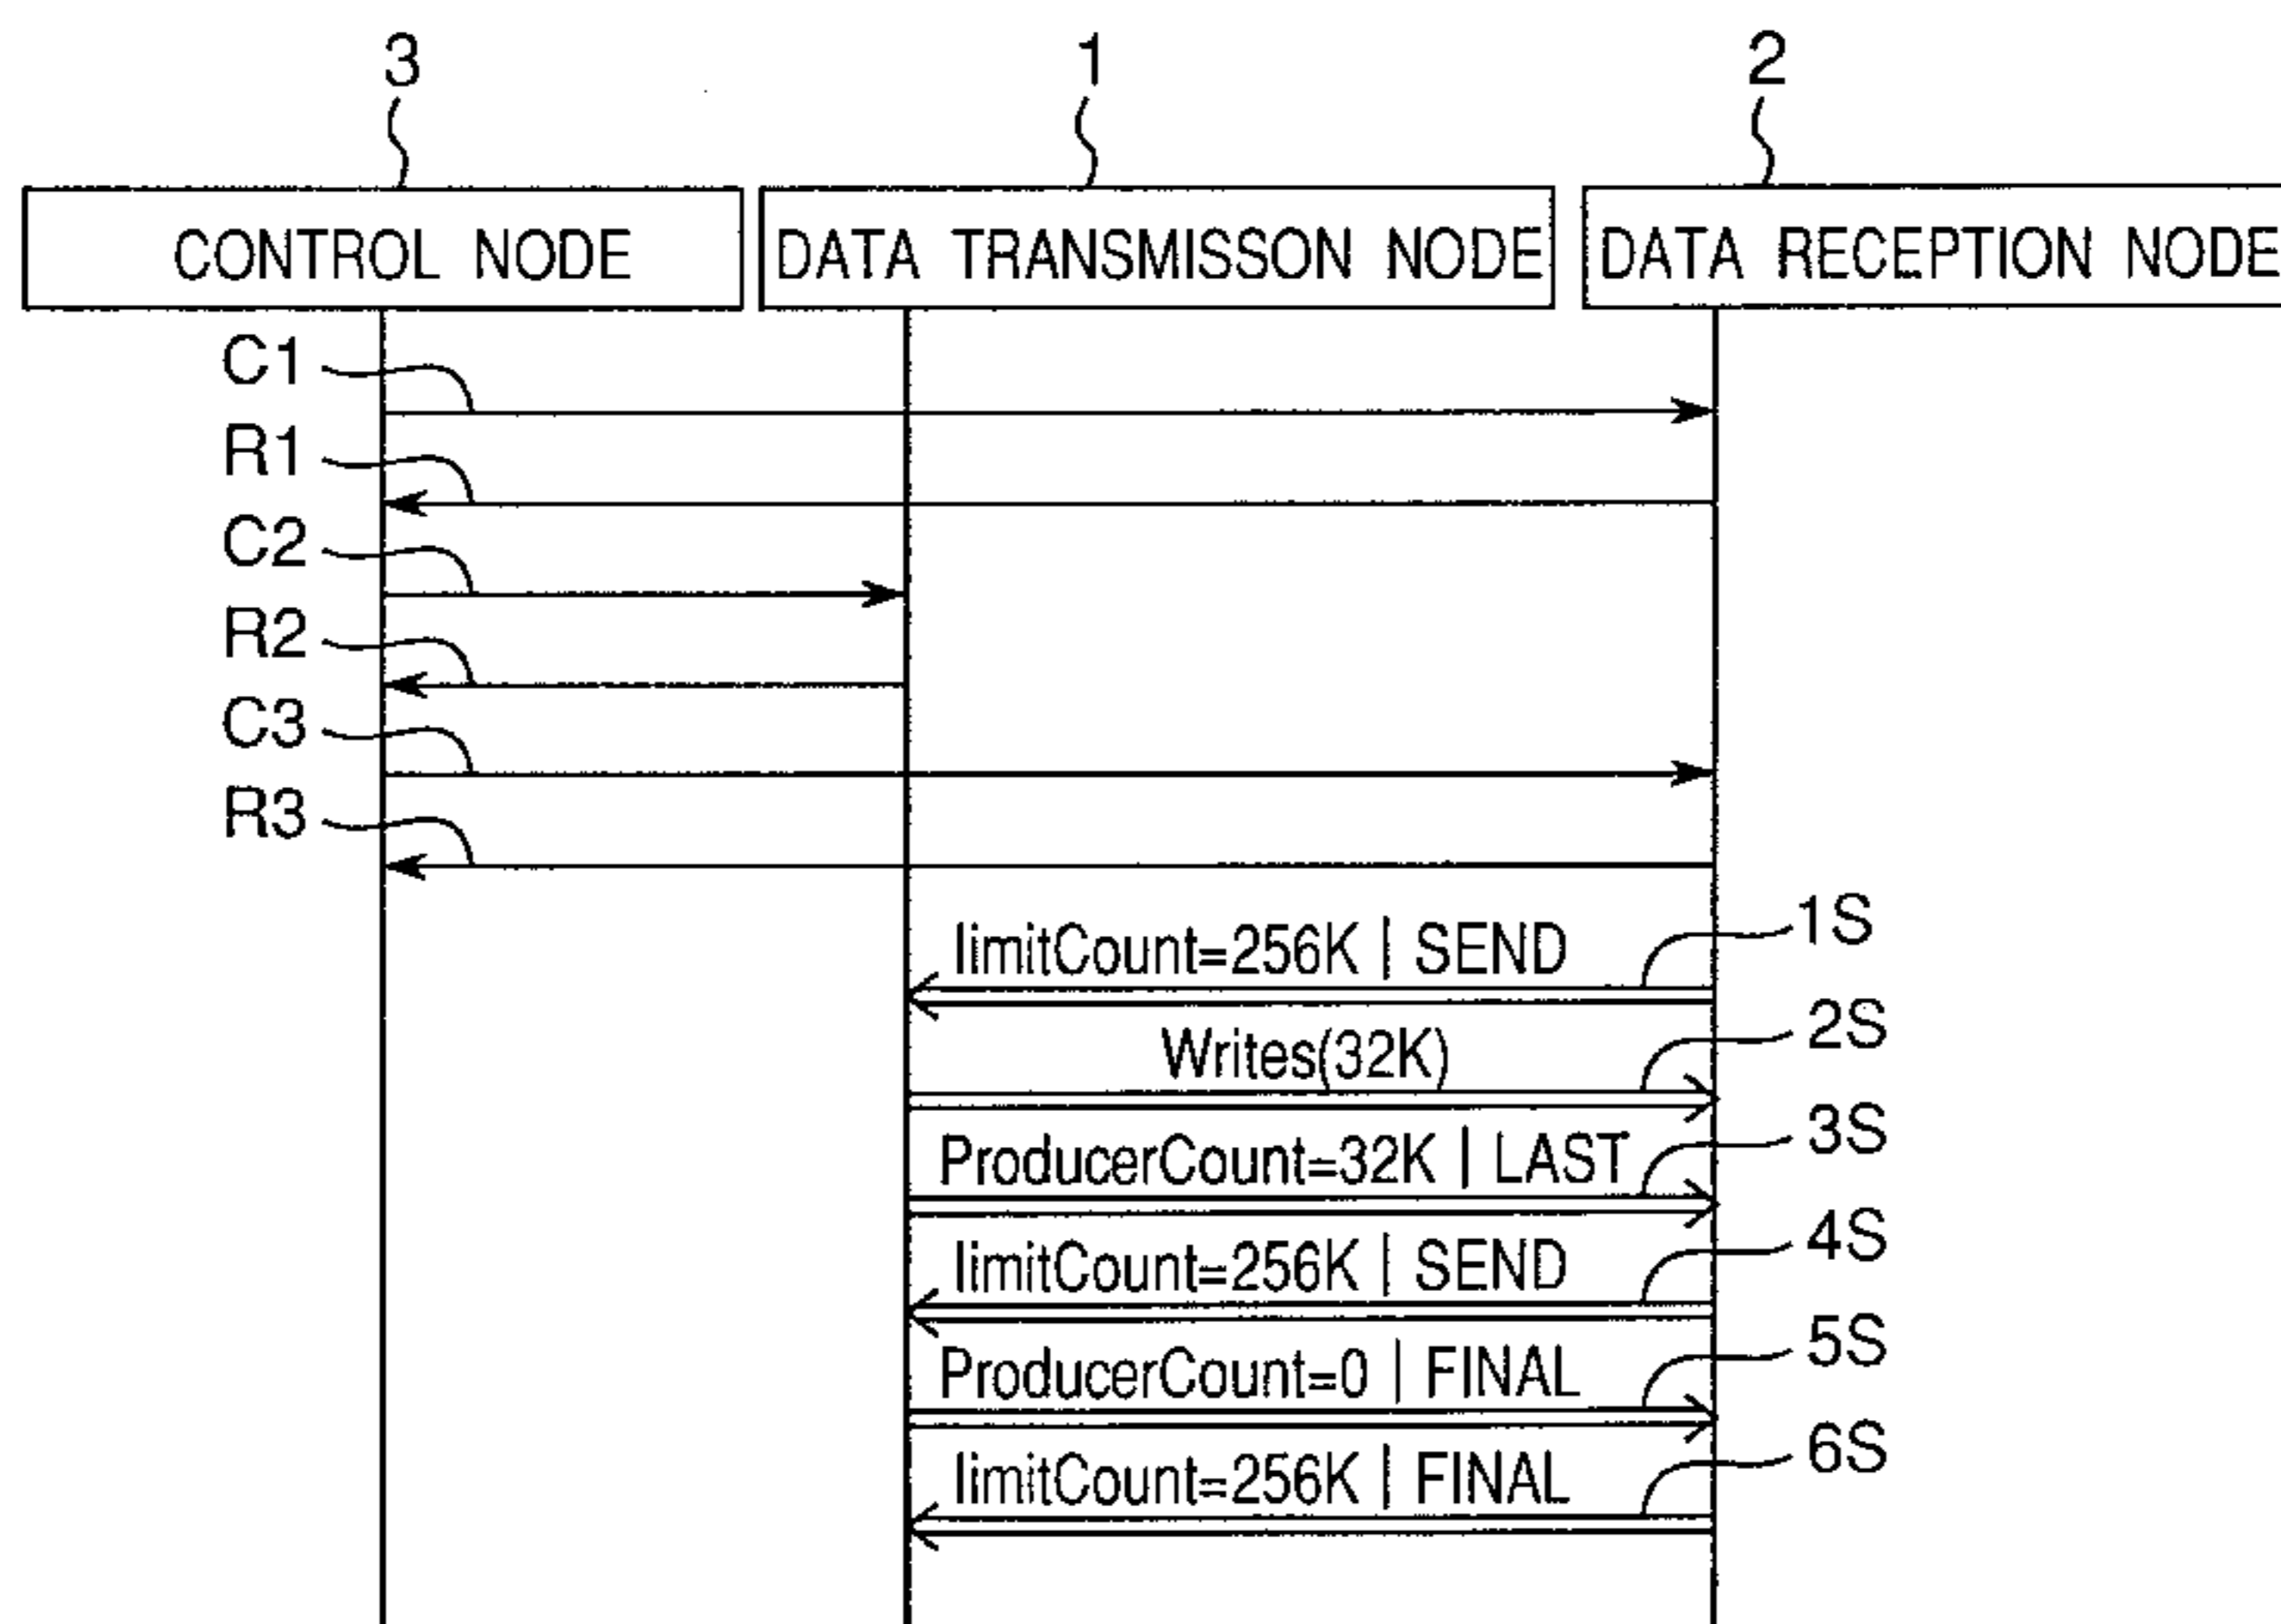 3 1 2
CONTROL NODE DATA TRANSMISSON NODE DATA RECEPTION NODE
C1
R1
C2
R2
C3
R3
limitCount=256K | SEND 1S
Writes(32K) 2S
ProducerCount=32K | LAST 3S
limitCount=256K | SEND 4S
ProducerCount=0 | FINAL 5S
limitCount=256K | FINAL 6S